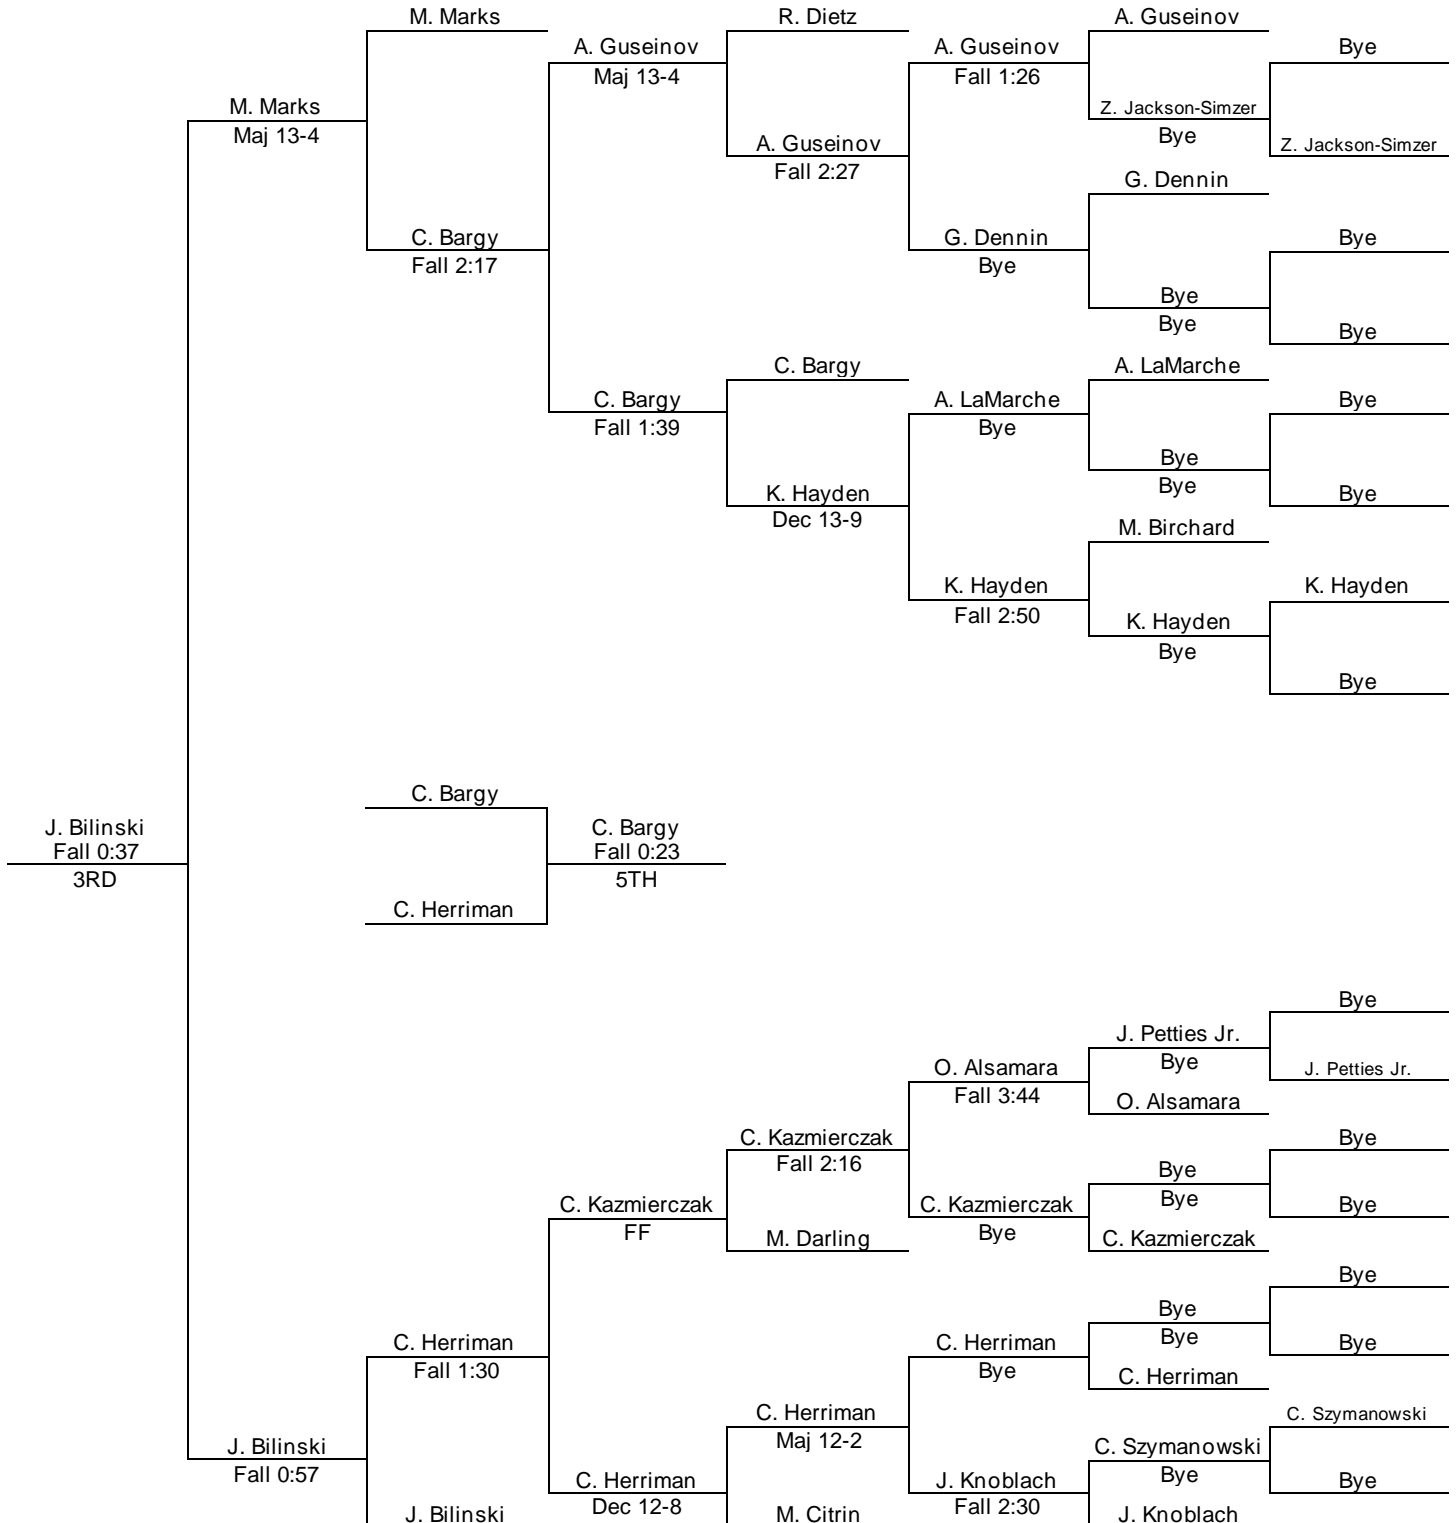 M. Marks
R. Dietz
A. Guseinov
A. Guseinov
Maj 13-4
A. Guseinov
Fall 1:26
Bye
M. Marks
Maj 13-4
Z. Jackson-Simzer
Bye
A. Guseinov
Fall 2:27
Z. Jackson-Simzer
G. Dennin
C. Bargy
Fall 2:17
G. Dennin
Bye
Bye
Bye
Bye
Bye
C. Bargy
A. LaMarche
C. Bargy
Fall 1:39
A. LaMarche
Bye
Bye
Bye
Bye
K. Hayden
Dec 13-9
Bye
M. Birchard
K. Hayden
Fall 2:50
K. Hayden
K. Hayden
Bye
Bye
C. Bargy
J. Bilinski
Fall 0:37
3RD
C. Bargy
Fall 0:23
5TH
C. Herriman
Bye
J. Petties Jr.
Bye
O. Alsamara
Fall 3:44
J. Petties Jr.
O. Alsamara
C. Kazmierczak
Fall 2:16
Bye
Bye
Bye
C. Kazmierczak
FF
C. Kazmierczak
Bye
Bye
M. Darling
C. Kazmierczak
Bye
Bye
Bye
C. Herriman
Fall 1:30
C. Herriman
Bye
Bye
C. Herriman
C. Herriman
Maj 12-2
C. Szymanowski
J. Bilinski
Fall 0:57
C. Szymanowski
Bye
C. Herriman
Dec 12-8
J. Knoblach
Fall 2:30
Bye
J. Bilinski
M. Citrin
J. Knoblach